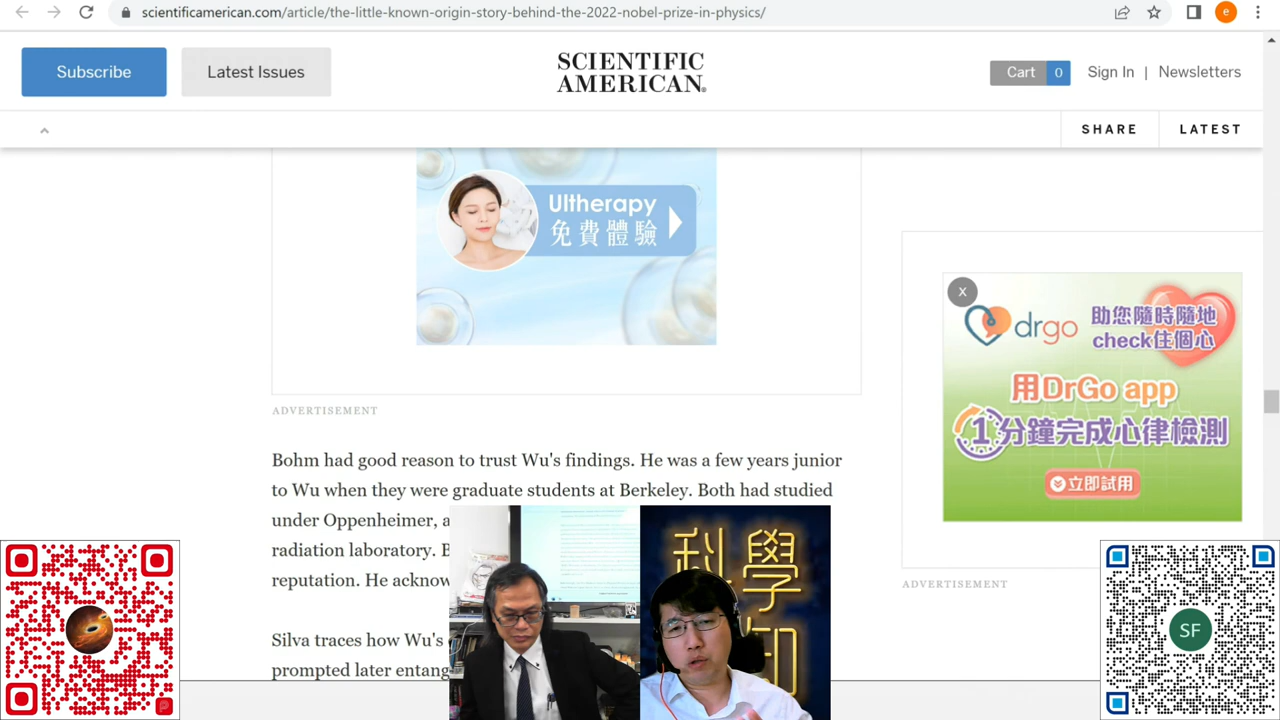 scientificamerican.com/article/the-little-known-origin-story-behind-the-2022-nobel-prize-in-physics/
e
Subscribe
Latest Issues
SCIENTIFIC
AMERICAN®
Cart 0
Sign In | Newsletters
SHARE
LATEST
Ultherapy
免費體驗
ADVERTISEMENT
X
drgo
助您隨時隨地
check住個心
用DrGo app
1分鐘完成心律檢測
立即試用
ADVERTISEMENT
Bohm had good reason to trust Wu's findings. He was a few years junior
to Wu when they were graduate students at Berkeley. Both had studied
under Oppenheimer, a
radiation laboratory. B
reputation. He acknow
Silva traces how Wu's
prompted later entang
科學
SF